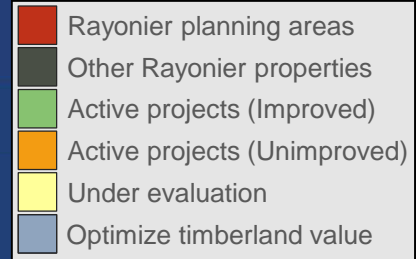 Rayonier planning areas
Other Rayonier properties
Active projects (Improved)
Active projects (Unimproved)
Under evaluation
Optimize timberland value